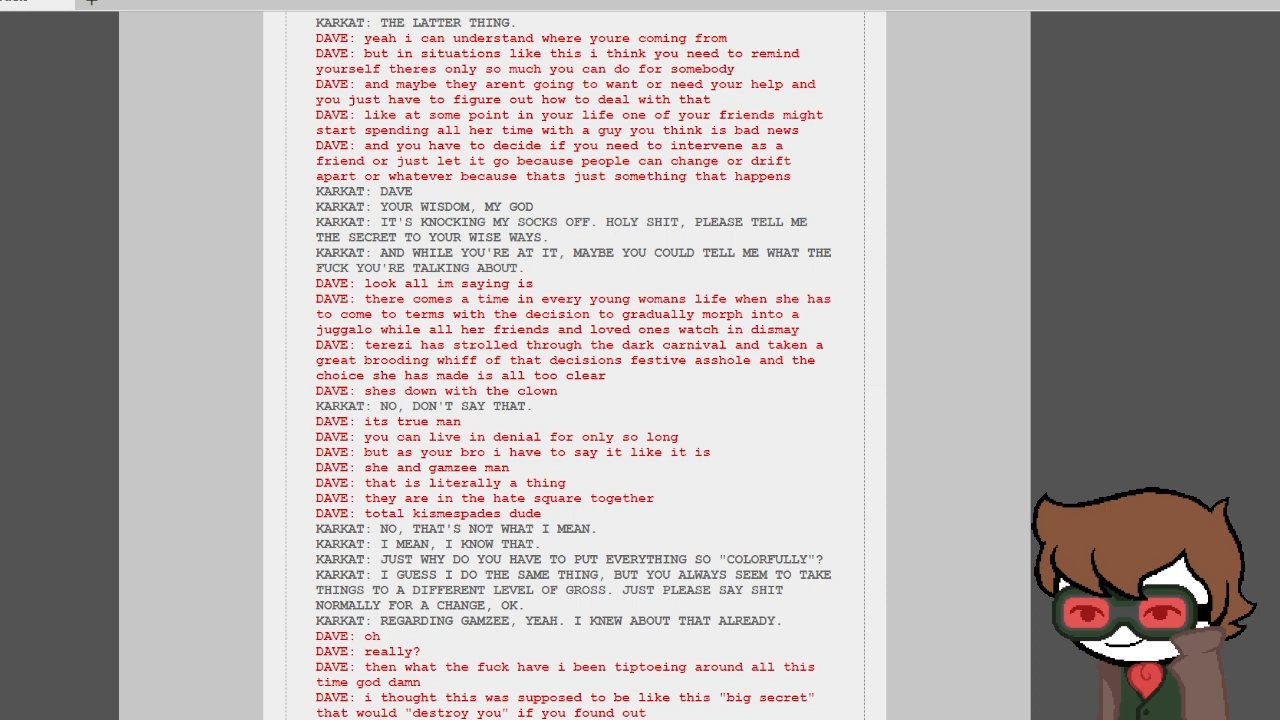 KARKAT: THE LATTER THING.
DAVE: yeah i can understand where youre coming from
DAVE: but in situations like this i think you need to remind
yourself theres only so much you can do for somebody
DAVE: and maybe they arent going to want or need your help and
you just have to figure out how to deal with that
DAVE: like at some point in your life one of your friends might
start spending all her time with a guy you think is bad news
DAVE: and you have to decide if you need to intervene as a
friend or just let it go because people can change or drift
apart or whatever because thats just something that happens
KARKAT: DAVE
KARKAT: YOUR WISDOM, MY GOD
KARKAT: IT'S KNOCKING MY SOCKS OFF. HOLY SHIT, PLEASE TELL ME
THE SECRET TO YOUR WISE WAYS.
KARKAT: AND WHILE YOU'RE AT IT, MAYBE YOU COULD TELL ME WHAT THE
FUCK YOU'RE TALKING ABOUT.
DAVE: look all im saying is
DAVE: there comes a time in every young womans life when she has
to come to terms with the decision to gradually morph into a
juggalo while all her friends and loved ones watch in dismay
DAVE: terezi has strolled through the dark carnival and taken a
great brooding whiff of that decisions festive asshole and the
choice she has made is all too clear
DAVE: shes down with the clown
KARKAT: NO, DON'T SAY THAT.
DAVE: its true man
DAVE: you can live in denial for only so long
DAVE: but as your bro i have to say it like it is
DAVE: she and gamzee man
DAVE: that is literally a thing
DAVE: they are in the hate square together
DAVE: total kismespades dude
KARKAT: NO, THAT'S NOT WHAT I MEAN.
KARKAT: I MEAN, I KNOW THAT.
KARKAT: JUST WHY DO YOU HAVE TO PUT EVERYTHING SO "COLORFULLY"?
KARKAT: I GUESS I DO THE SAME THING, BUT YOU ALWAYS SEEM TO TAKE
THINGS TO A DIFFERENT LEVEL OF GROSS. JUST PLEASE SAY SHIT
NORMALLY FOR A CHANGE, OK.
KARKAT: REGARDING GAMZEE, YEAH. I KNEW ABOUT THAT ALREADY.
DAVE: oh
DAVE: really?
DAVE: then what the fuck have i been tiptoeing around all this
time god damn
DAVE: i thought this was supposed to be like this "big secret"
that would "destroy you" if you found out